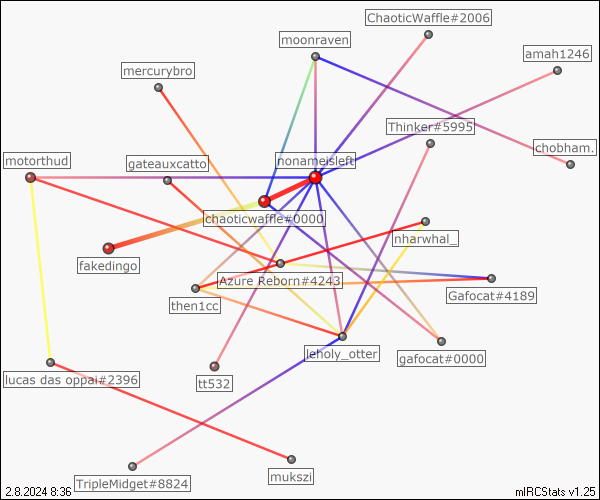 ChaoticWaffle#2006
moonraven
amah1246
mercurybro
Thinker#5995
chobham.
motorthud
gateauxcatto
nonameisleft
chaoticwaffle#0000
nharwhal_
fakedingo
Azure Reborn#4243
Gafocat#4189
then1cc
leholy_otter
gafocat#0000
lucas das oppai#2396
tt532
mukszi
TripleMidget#8824
2.8.2024 8:36
mIRCStats v1.25